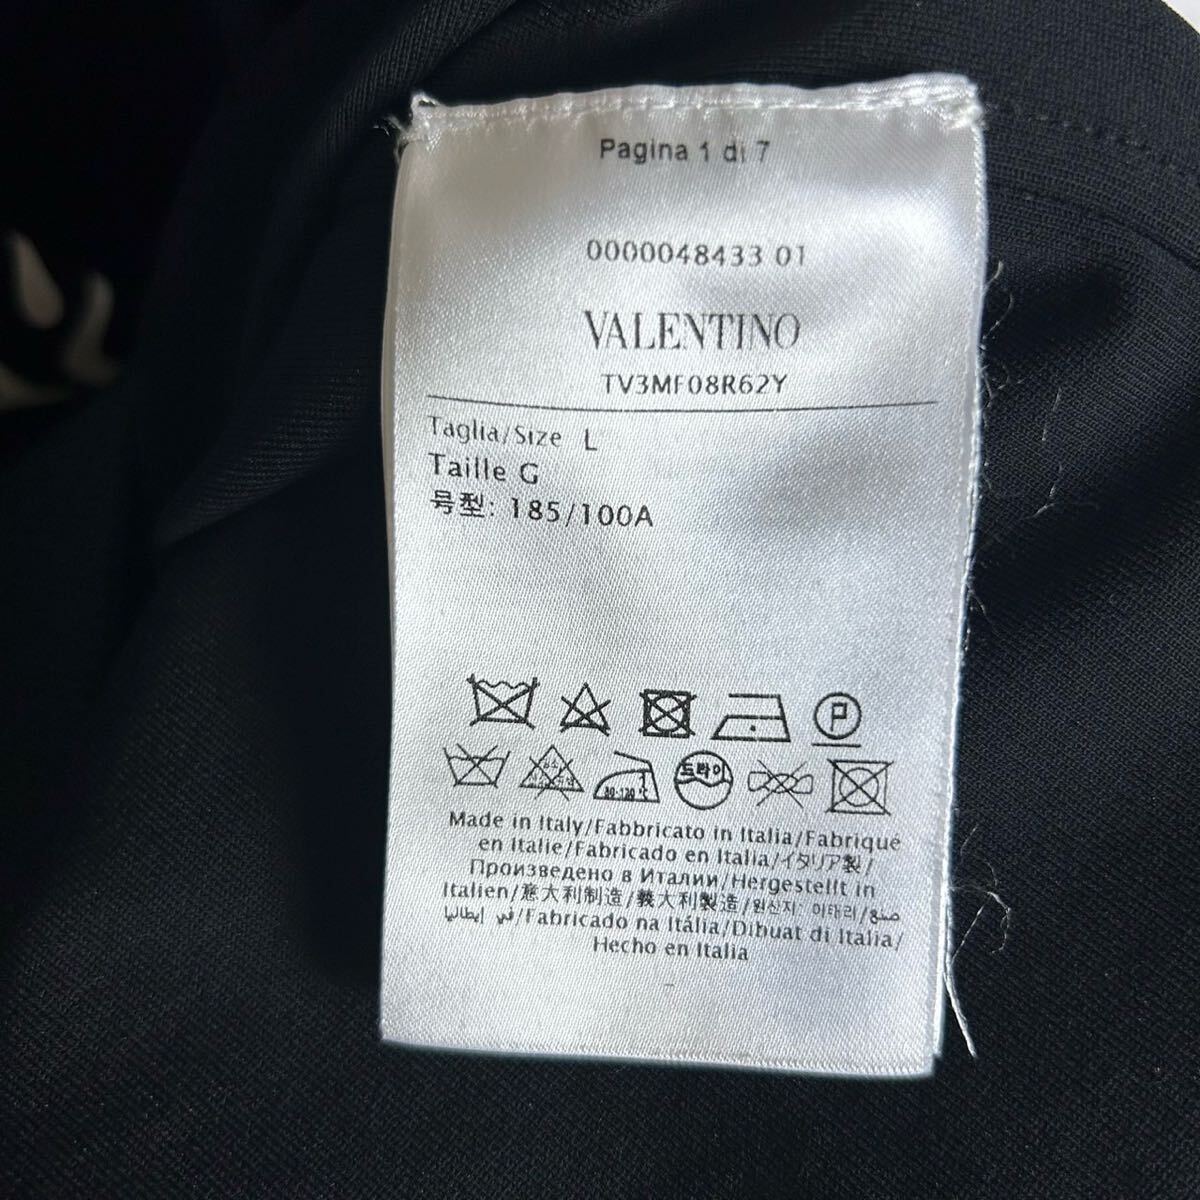 Pagina 1 di 7
0000048433 01
VALENTINO
TV3MF08R62Y
Taglia/Size L
Taille G
号型: 185/100A
P
드라이
80-120℃
Made in Italy/Fabbricato in Italia/Fabriqué
en Italie/Fabricado en Italia/イタリア製/
Произведено в Италии/Hergestellt in
Italien/意大利制造/義大利製造/원산지: 이태리/صنع
في إيطاليا/Fabricado na Itália/Dibuat di Italia/
Hecho en Italia